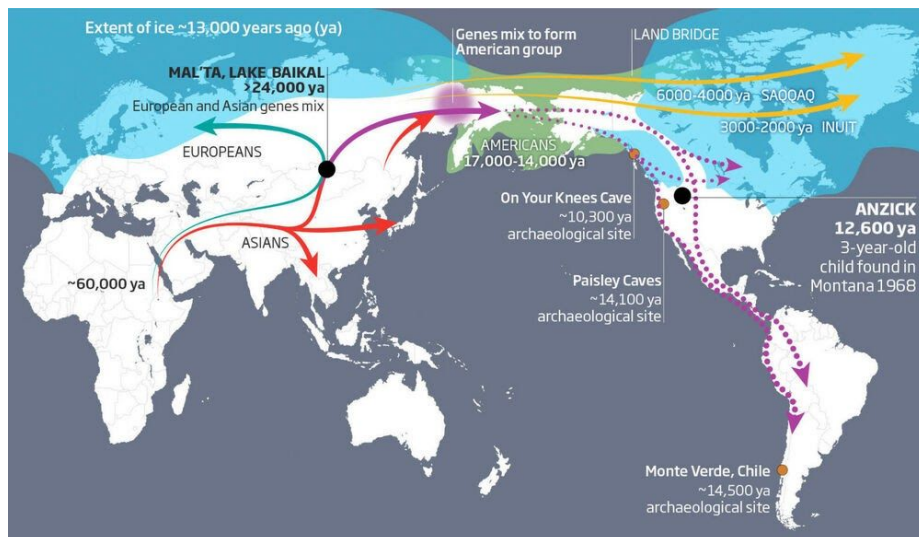 Extent of ice ~13,000 years ago (ya)
Genes mix to form
American group
LAND BRIDGE
MAL'TA, LAKE BAIKAL
>24,000 ya
European and Asian genes mix
6000-4000 ya SAQQAQ
3000-2000 ya INUIT
EUROPEANS
AMERICANS
17,000-14,000 ya
On Your Knees Cave
~10,300 ya
archaeological site
ANZICK
12,600 ya
3-year-old
child found in
Montana 1968
ASIANS
~60,000 ya
Paisley Caves
~14,100 ya
archaeological site
Monte Verde, Chile
~14,500 ya
archaeological site